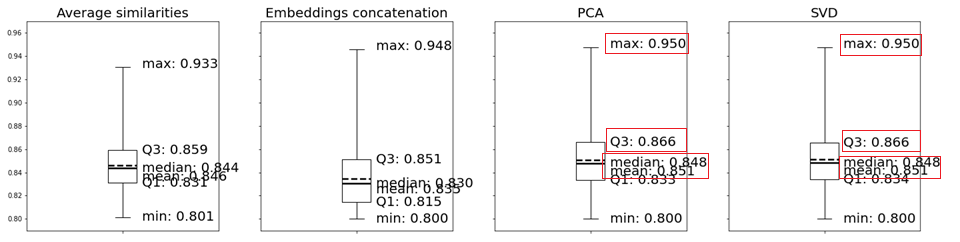 Average similarities
0.96
0.94
0.92
0.90
0.88
0.86
0.84
0.82
0.80
max: 0.933
Q3: 0.859
median: 0.844
mean: 0.846
Q1: 0.831
min: 0.801
Embeddings concatenation
max: 0.948
Q3: 0.851
median: 0.830
mean: 0.835
Q1: 0.815
min: 0.800
PCA
max: 0.950
Q3: 0.866
median: 0.848
mean: 0.851
Q1: 0.833
min: 0.800
SVD
max: 0.950
Q3: 0.866
median: 0.848
mean: 0.851
Q1: 0.834
min: 0.800